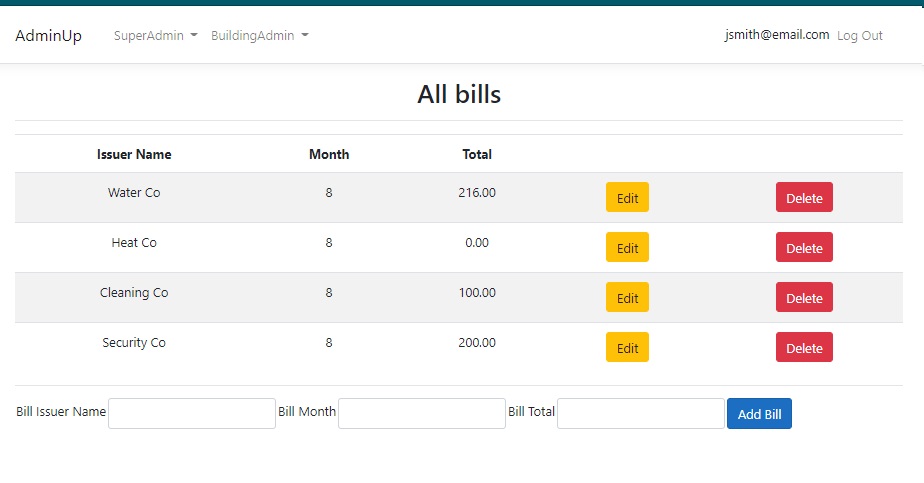 AdminUp SuperAdmin BuildingAdmin jsmith@email.com Log Out
All bills
Issuer Name Month Total
Water Co 8 216.00 Edit Delete
Heat Co 8 0.00 Edit Delete
Cleaning Co 8 100.00 Edit Delete
Security Co 8 200.00 Edit Delete
Bill Issuer Name Bill Month Bill Total Add Bill